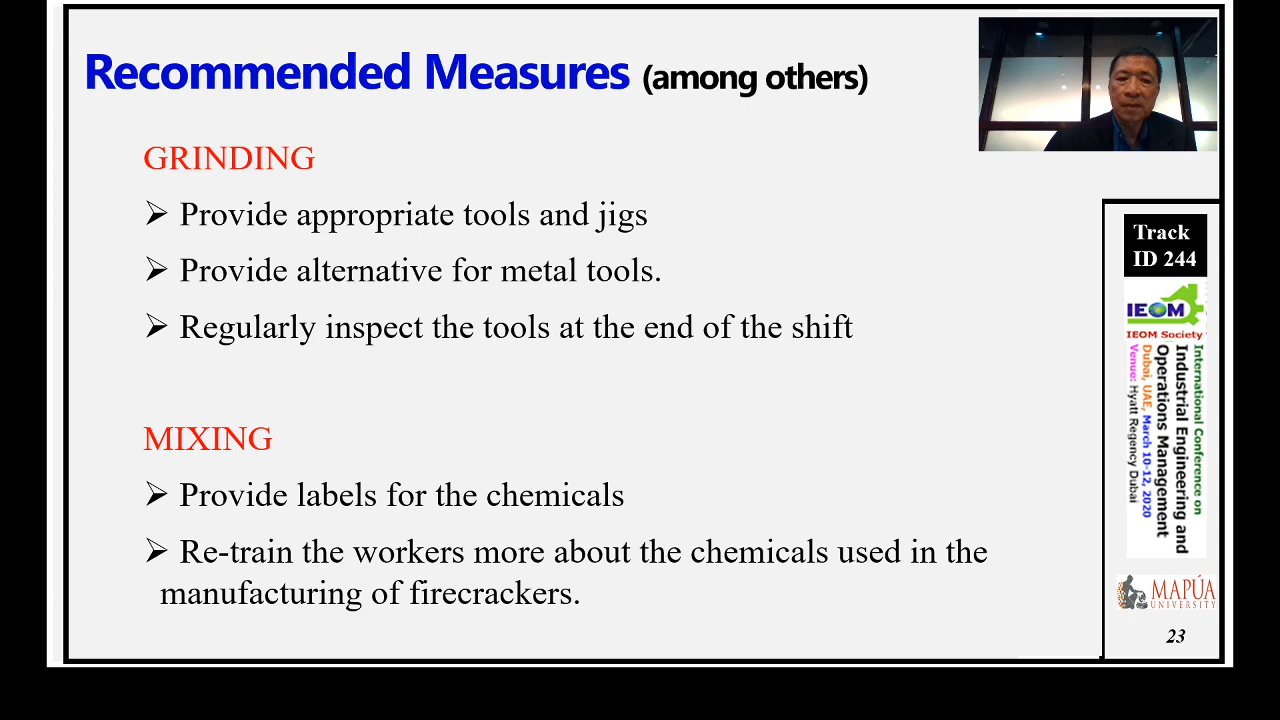 Recommended Measures (among others)
GRINDING
➢ Provide appropriate tools and jigs
➢ Provide alternative for metal tools.
➢ Regularly inspect the tools at the end of the shift
MIXING
➢ Provide labels for the chemicals
➢ Re-train the workers more about the chemicals used in the
manufacturing of firecrackers.
Track
ID 244
IEOM
IEOM Society
International Conference on
Industrial Engineering and
Operations Management
Dubai, UAE, March 10-12, 2020
Venue: Hyatt Regency Dubai
MAPÚA
UNIVERSITY
23